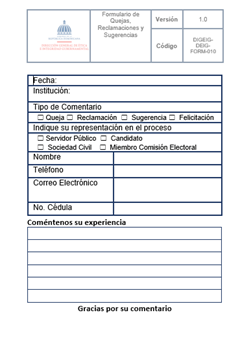 Formulario de
Quejas,
Reclamaciones y
Sugerencias
Versión
1.0
Código
DIGEIG-
DEIG-
FORM-010
Fecha:
Institución:
Tipo de Comentario
☐ Queja ☐ Reclamación ☐ Sugerencia ☐ Felicitación
Indique su representación en el proceso
☐ Servidor Público ☐ Candidato
☐ Sociedad Civil ☐ Miembro Comisión Electoral
Nombre
Teléfono
Correo Electrónico
No. Cédula
Coméntenos su experiencia
Gracias por su comentario